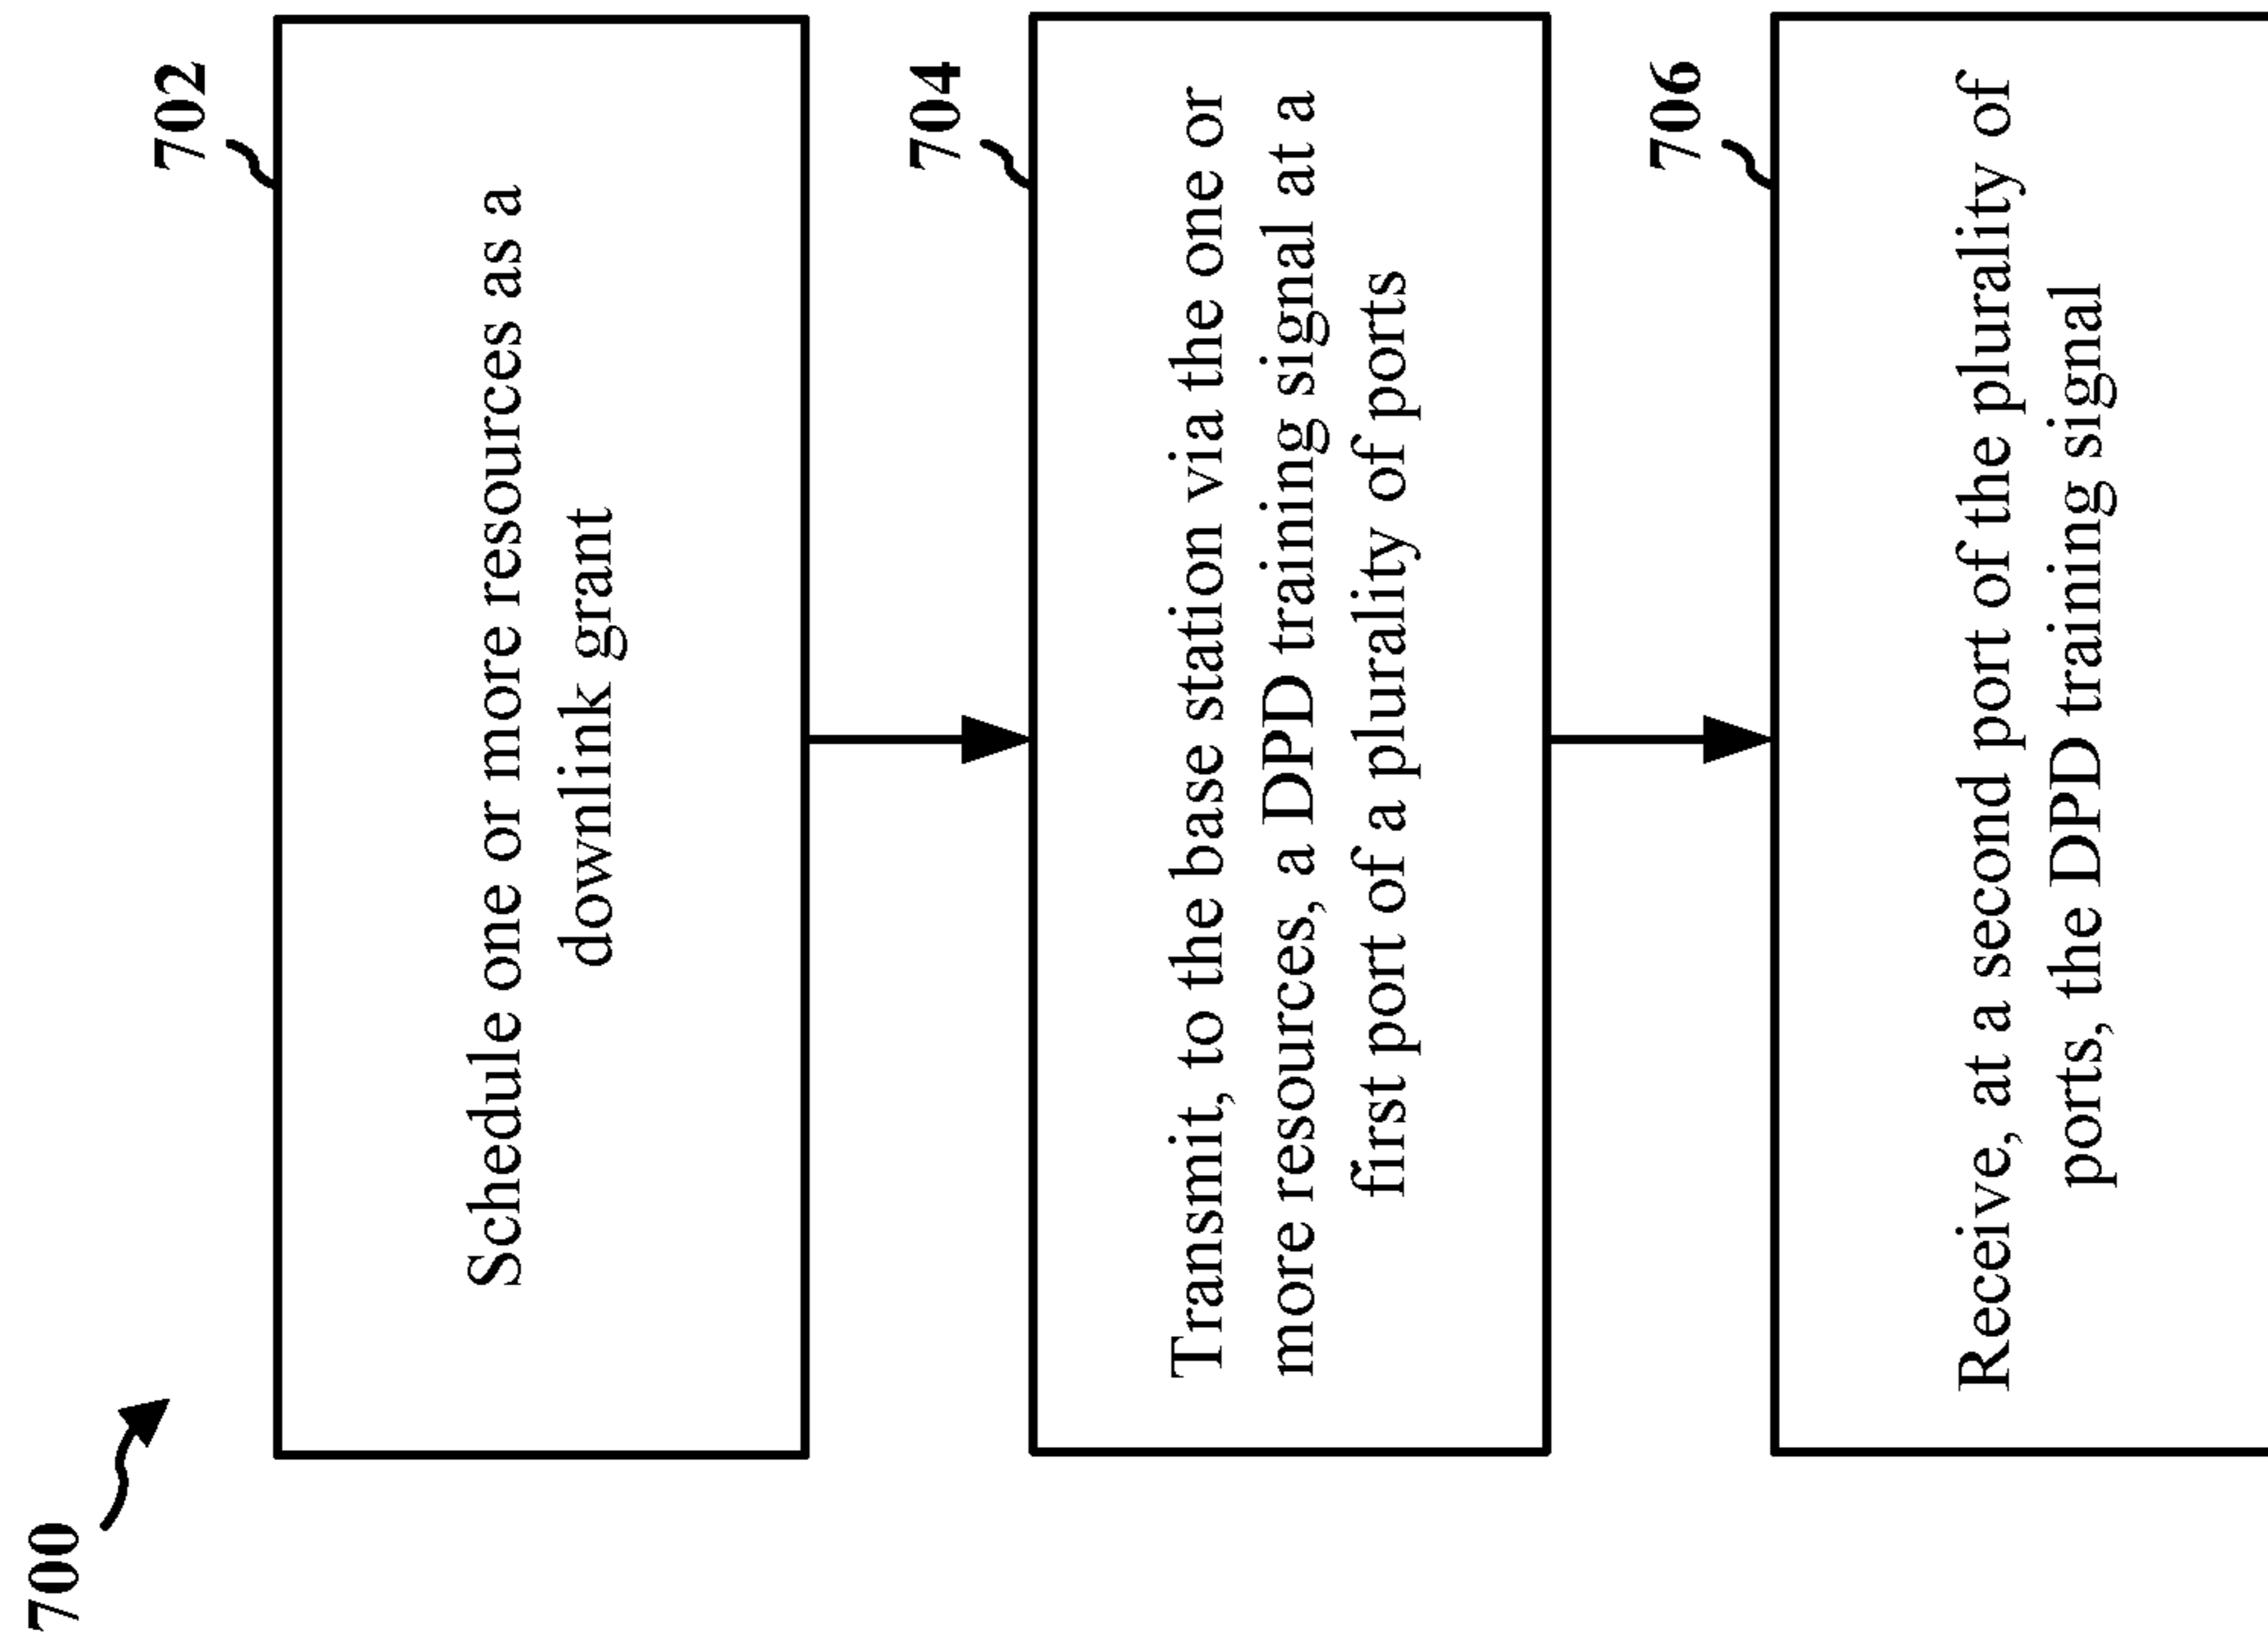 700
702
Schedule one or more resources as a
downlink grant
704
Transmit, to the base station via the one or
more resources, a DPD training signal at a
first port of a plurality of ports
706
Receive, at a second port of the plurality of
ports, the DPD training signal